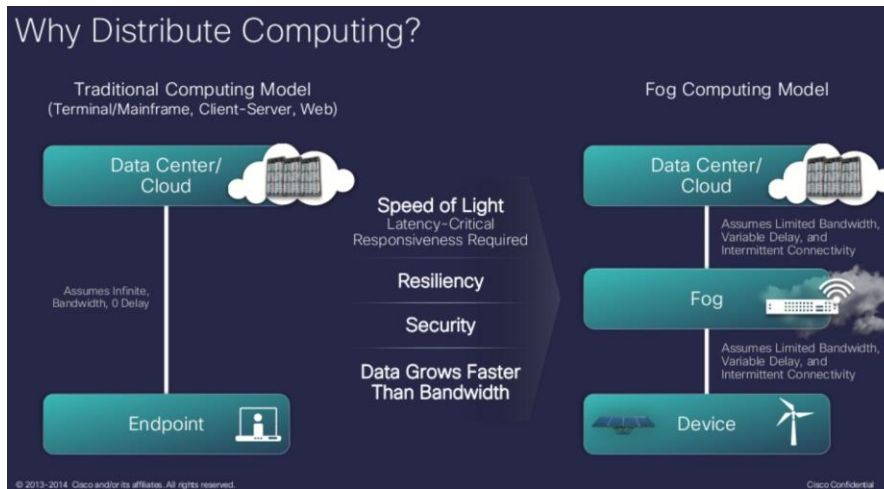 Why Distribute Computing?
Traditional Computing Model
(Terminal/Mainframe, Client-Server, Web)
Data Center/
Cloud
Assumes Infinite,
Bandwidth, 0 Delay
Endpoint
Speed of Light
Latency-Critical
Responsiveness Required
Resiliency
Security
Data Grows Faster
Than Bandwidth
Fog Computing Model
Data Center/
Cloud
Assumes Limited Bandwidth,
Variable Delay, and
Intermittent Connectivity
Fog
Assumes Limited Bandwidth,
Variable Delay, and
Intermittent Connectivity
Device
© 2013-2014 Cisco and/or its affiliates. All rights reserved.
Cisco Confidential